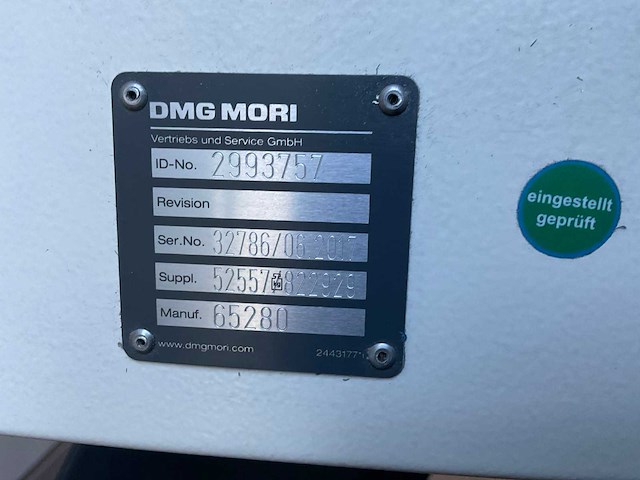 DMG MORI
Vertriebs und Service GmbH
ID-No. 2993757
Revision
Ser.No. 32786/06
Suppl.
Manuf. 65280
www.dmgmori.com
eingestellt
geprüft